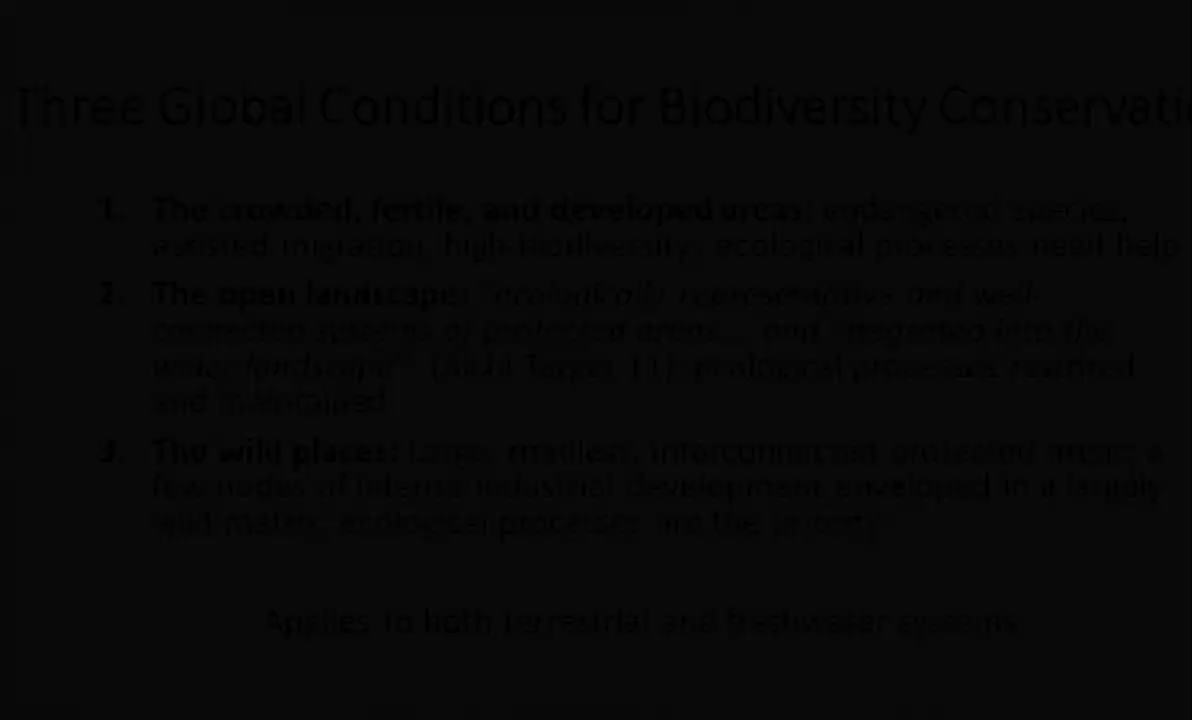 Three Global Conditions for Biodiversity Conservati
1. The crowded, fertile, and developed areas: endangered species,
assisted migration, high biodiversity; ecological processes need help
2. The open landscape: "ecologically representative and well-
connected systems of protected areas... and integrated into the
wider landscape" (Aichi Target 11); ecological processes restored
and maintained
3. The wild places: Large, roadless, interconnected protected areas; a
few nodes of intense industrial development enveloped in a largely
wild matrix; ecological processes are the priority
Applies to both terrestrial and freshwater systems